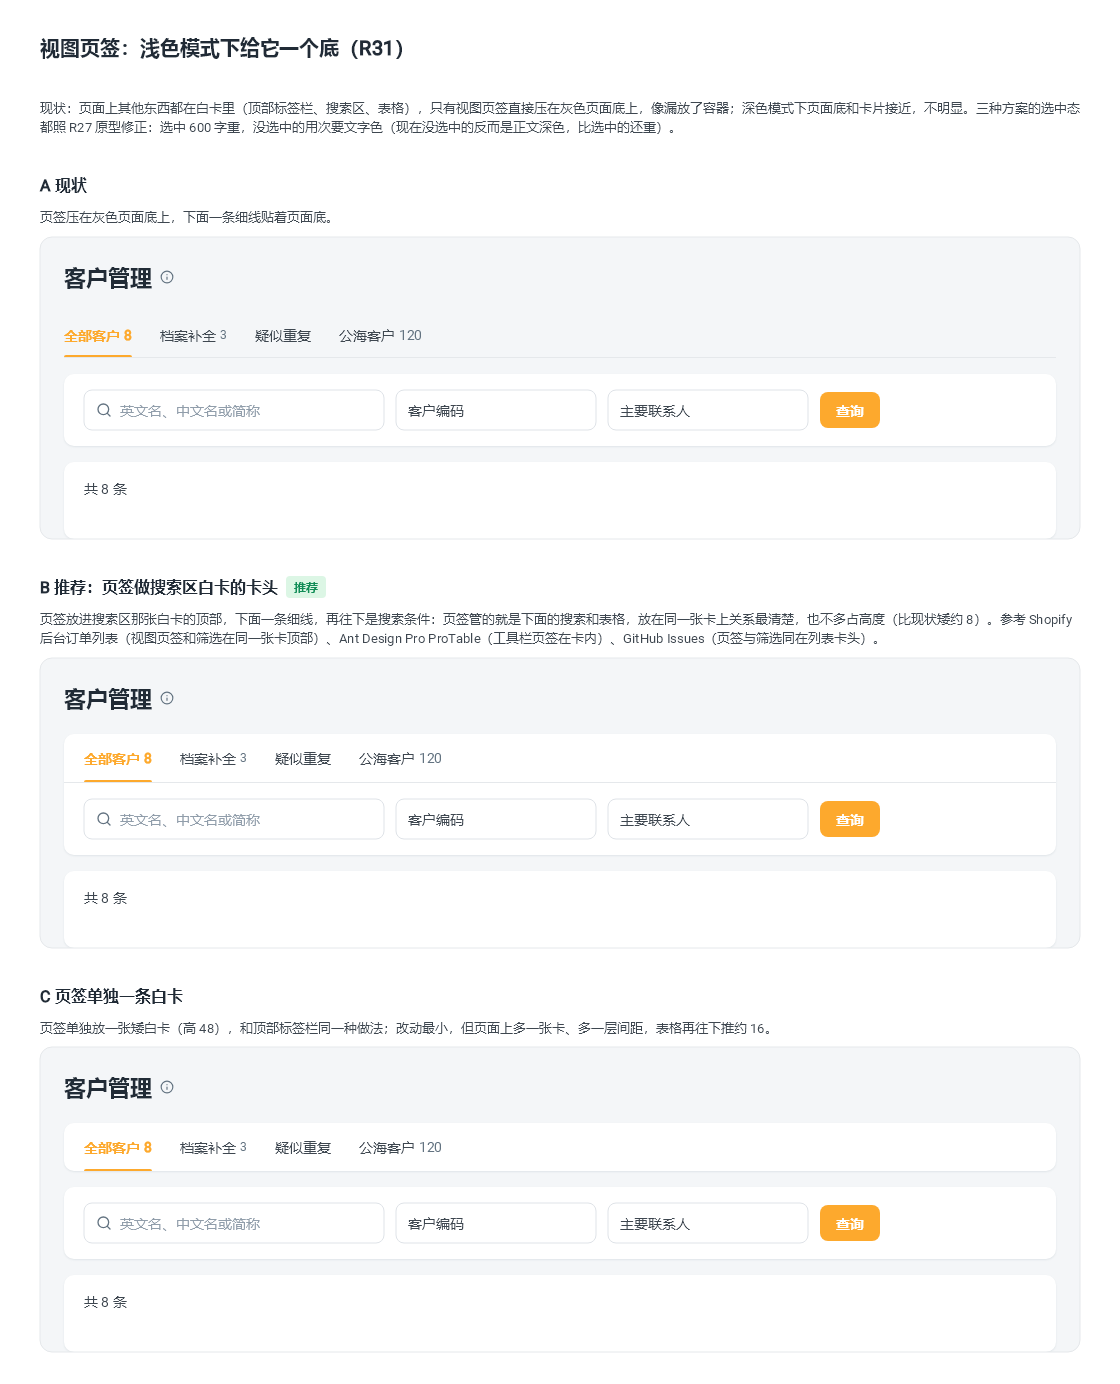 视图页签：浅色模式下给它一个底（R31）
现状：页面上其他东西都在白卡里（顶部标签栏、搜索区、表格），只有视图页签直接压在灰色页面底上，像漏放了容器；深色模式下页面底和卡片接近，不明显。三种方案的选中态
都照 R27 原型修正：选中 600 字重，没选中的用次要文字色（现在没选中的反而是正文深色，比选中的还重）。
A 现状
页签压在灰色页面底上，下面一条细线贴着页面底。
客户管理
全部客户 8 档案补全 3 疑似重复 公海客户 120
英文名、中文名或简称 客户编码 主要联系人 查询
共 8 条
B 推荐：页签做搜索区白卡的卡头 推荐
页签放进搜索区那张白卡的顶部，下面一条细线，再往下是搜索条件：页签管的就是下面的搜索和表格，放在同一张卡上关系最清楚，也不多占高度（比现状矮约 8）。参考 Shopify
后台订单列表（视图页签和筛选在同一张卡顶部）、Ant Design Pro ProTable（工具栏页签在卡内）、GitHub Issues（页签与筛选同在列表卡头）。
客户管理
全部客户 8 档案补全 3 疑似重复 公海客户 120
英文名、中文名或简称 客户编码 主要联系人 查询
共 8 条
C 页签单独一条白卡
页签单独放一张矮白卡（高 48），和顶部标签栏同一种做法；改动最小，但页面上多一张卡、多一层间距，表格再往下推约 16。
客户管理
全部客户 8 档案补全 3 疑似重复 公海客户 120
英文名、中文名或简称 客户编码 主要联系人 查询
共 8 条